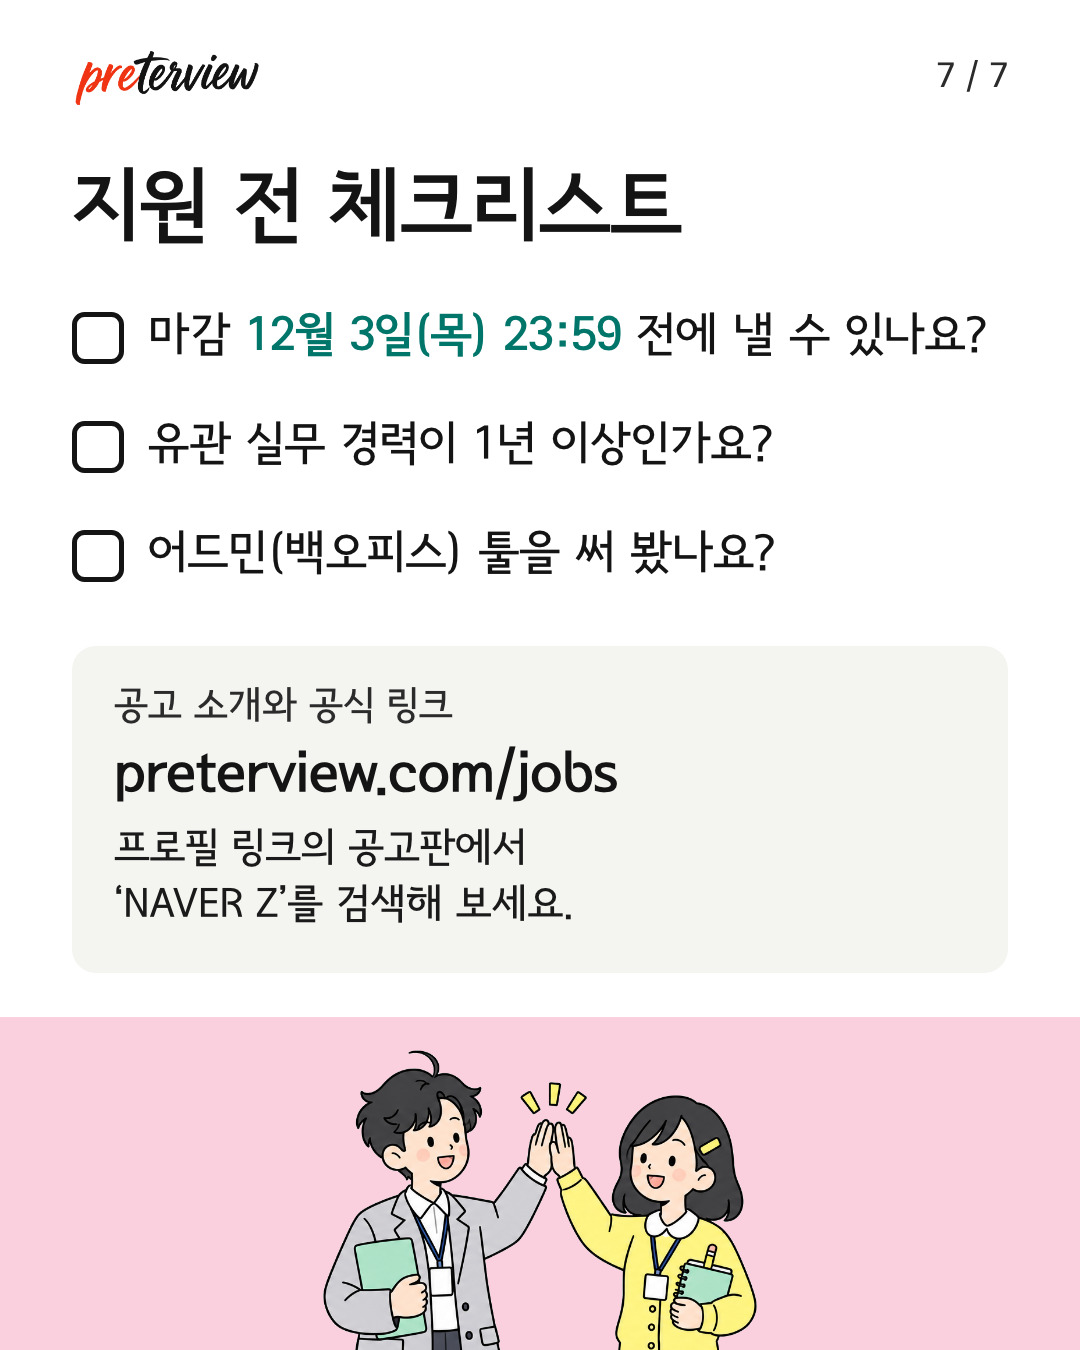 preterview
7 / 7
지원 전 체크리스트
마감 12월 3일(목) 23:59 전에 낼 수 있나요?
유관 실무 경력이 1년 이상인가요?
어드민(백오피스) 툴을 써 봤나요?
공고 소개와 공식 링크
preterview.com/jobs
프로필 링크의 공고판에서
‘NAVER Z’를 검색해 보세요.